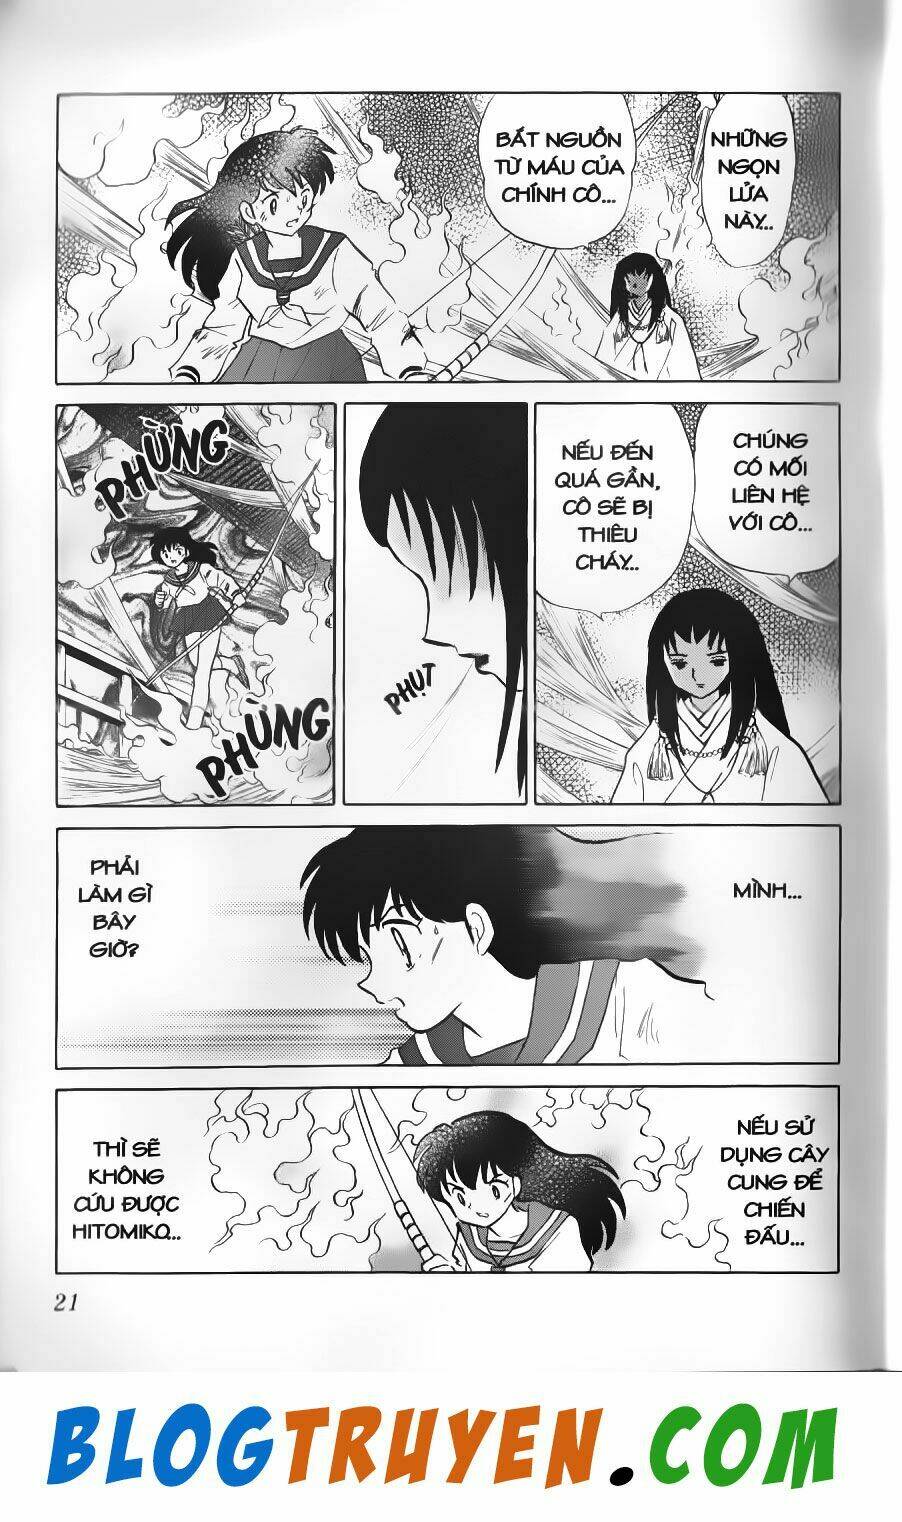 NHỮNG
NGỌN
LỬA
NÀY...
BẮT NGUỒN
TỪ MÁU CỦA
CHÍNH CÔ...
CHÚNG
CÓ MỐI
LIÊN HỆ
VỚI CÔ...
NẾU ĐẾN
QUÁ GẦN,
CÔ SẼ BỊ
THIÊU
CHÁY...
PHỤT
PHÙNG
PHÙNG
MÌNH...
PHẢI
LÀM GÌ
BÂY
GIỜ?
NẾU SỬ
DỤNG CÂY
CUNG ĐỂ
CHIẾN
ĐẤU...
THÌ SẼ
KHÔNG
CỨU ĐƯỢC
HITOMIKO...
21
BLOGTRUYEN.COM